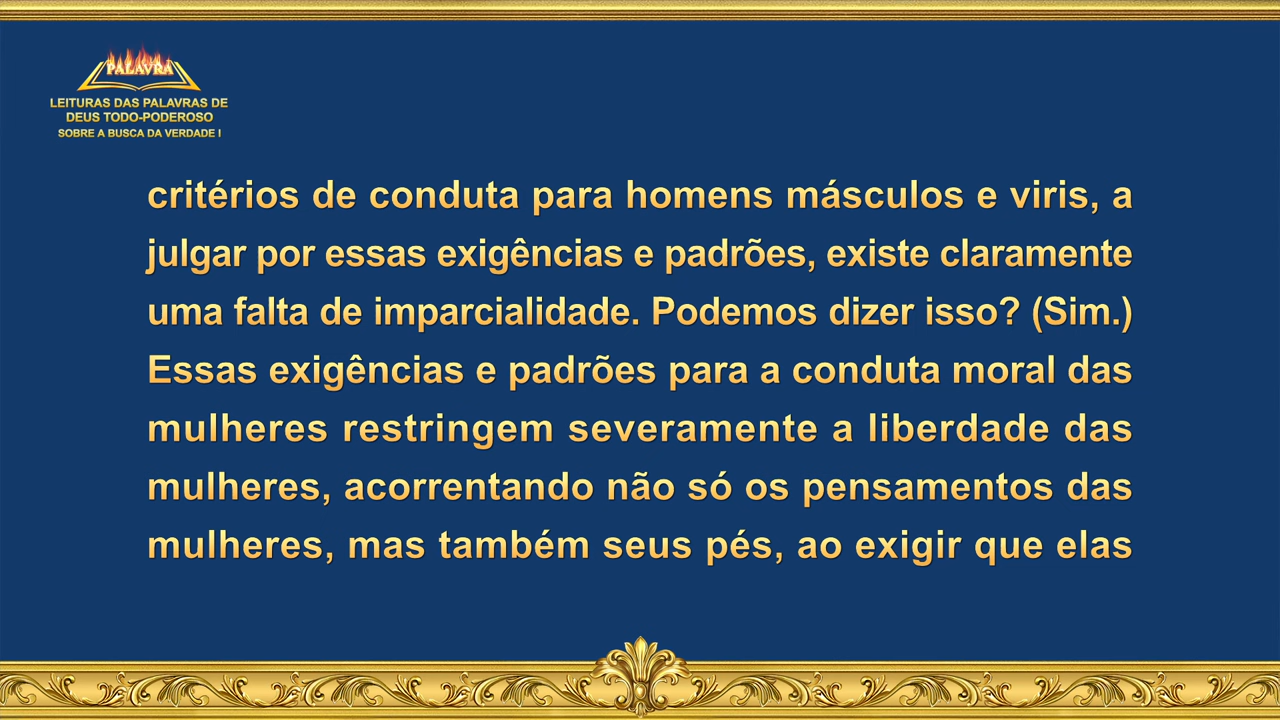 PALAVRA
LEITURAS DAS PALAVRAS DE
DEUS TODO-PODEROSO
SOBRE A BUSCA DA VERDADE I
critérios de conduta para homens másculos e viris, a
julgar por essas exigências e padrões, existe claramente
uma falta de imparcialidade. Podemos dizer isso? (Sim.)
Essas exigências e padrões para a conduta moral das
mulheres restringem severamente a liberdade das
mulheres, acorrentando não só os pensamentos das
mulheres, mas também seus pés, ao exigir que elas